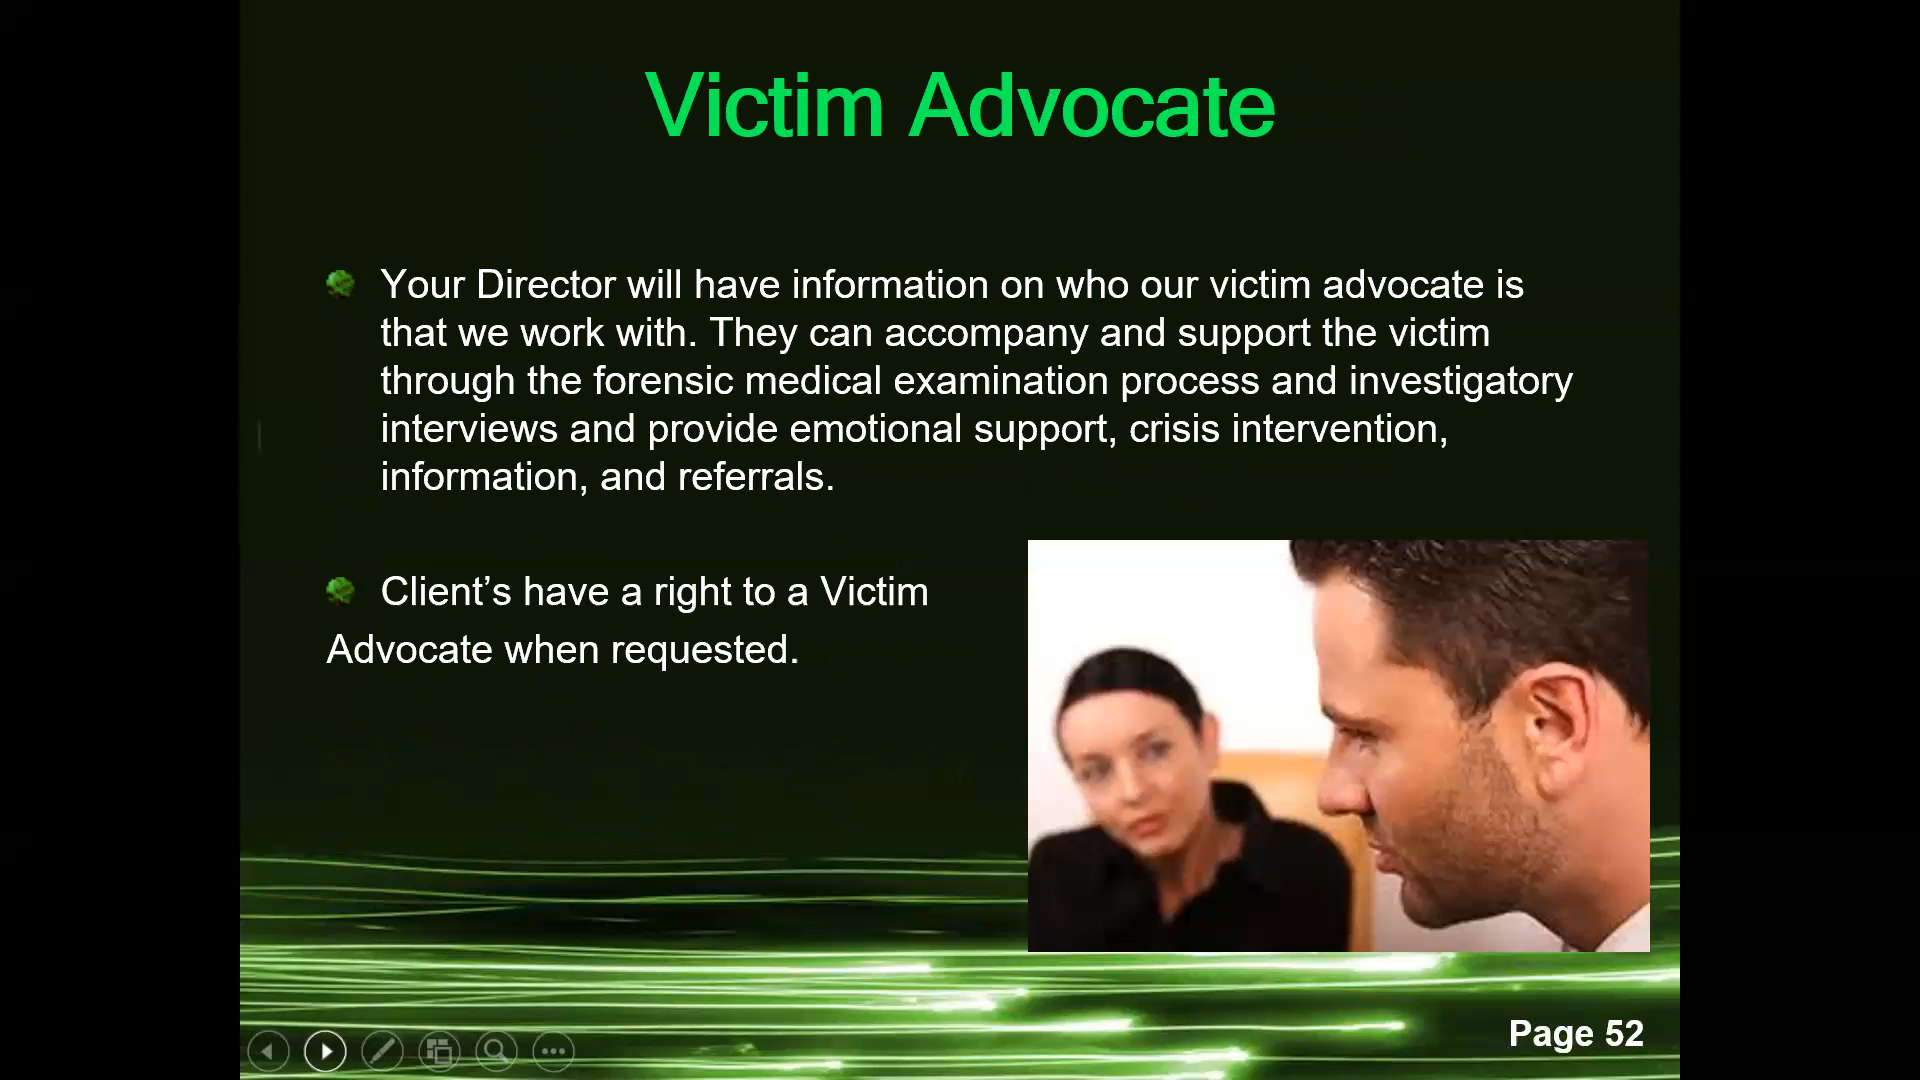 Victim Advocate
Your Director will have information on who our victim advocate is
that we work with. They can accompany and support the victim
through the forensic medical examination process and investigatory
interviews and provide emotional support, crisis intervention,
information, and referrals.
Client’s have a right to a Victim
Advocate when requested.
Page 52